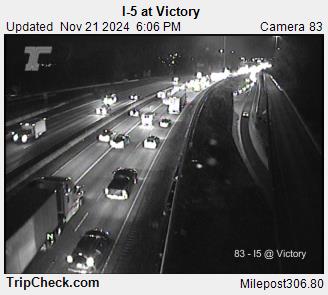 I-5 at Victory
Updated Nov 21 2024 6:06 PM Camera 83
T
N
83 - I5 @ Victory
TripCheck.com Milepost306.80